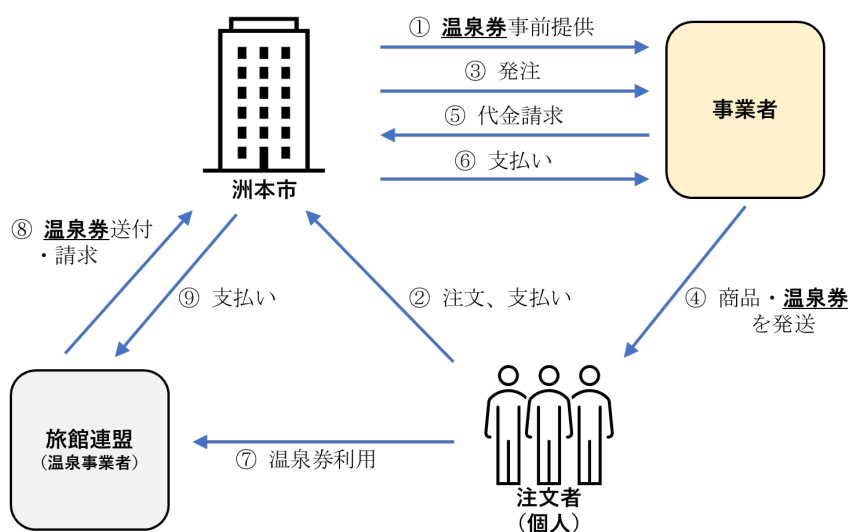 ① 温泉券事前提供
③ 発注
⑤ 代金請求
⑥ 支払い
事業者
洲本市
⑧ 温泉券送付
・請求
⑨ 支払い
② 注文、支払い
④ 商品・温泉券
を発送
旅館連盟
(温泉事業者)
⑦ 温泉券利用
注文者
(個人)